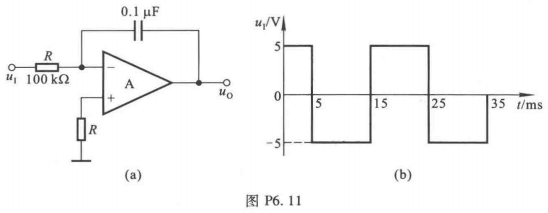 0.1 μF
R
u_I 100 kΩ
−
A
+
u_O
R
(a)
u_I/V
5
0
5 15 25 35 t/ms
−5
(b)
图 P6.11